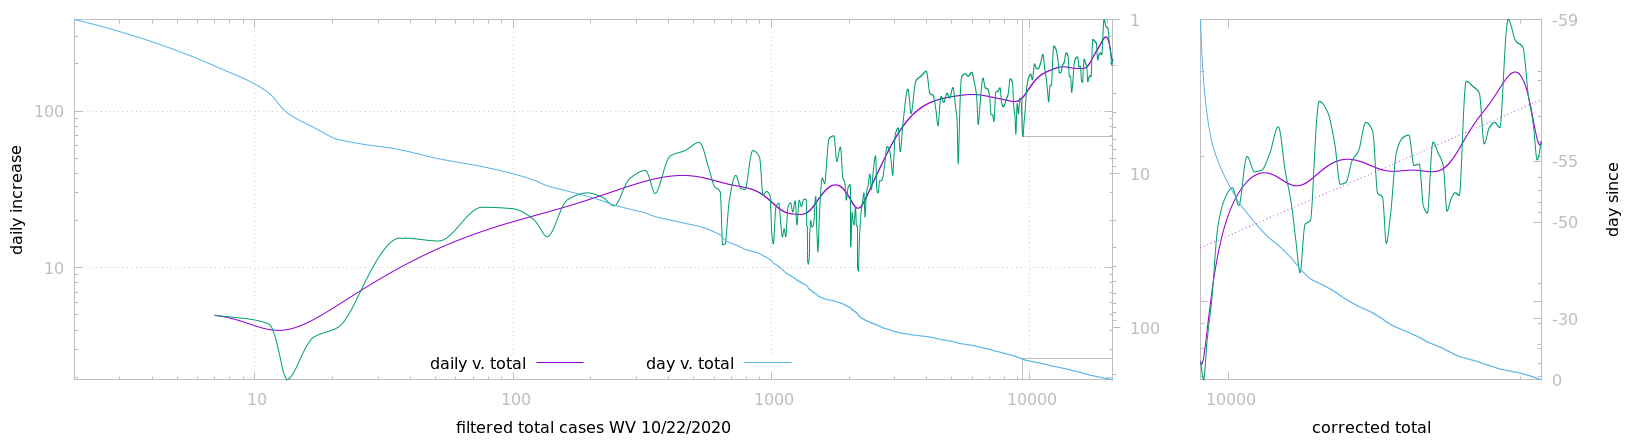 1
-59
100
daily increase
10
-55
day since
-50
10
100
-30
daily v. total
day v. total
0
10
100
1000
10000
10000
filtered total cases WV 10/22/2020
corrected total